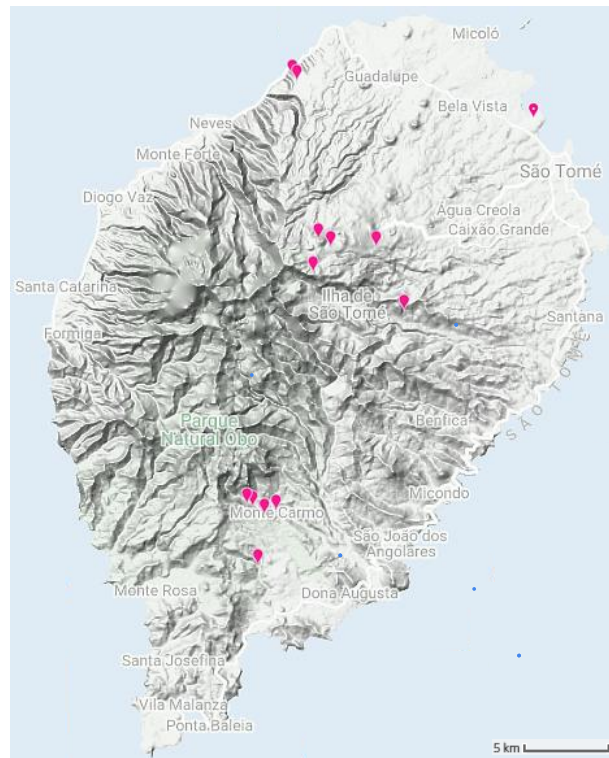 Micoló
Guadalupe
Bela Vista
Neves
Monte Forte
São Tomé
Diogo Vaz
Água Creola
Caixão Grande
Santa Catarina
Ilha de
São Tomé
Santana
Formiga
SÃO TOMÉ
Parque
Natural Obo
Benfica
Micondo
Monte Carmo
São João dos
Angolares
Monte Rosa
Dona Augusta
Santa Josefina
Vila Malanza
Ponta Baleia
5 km